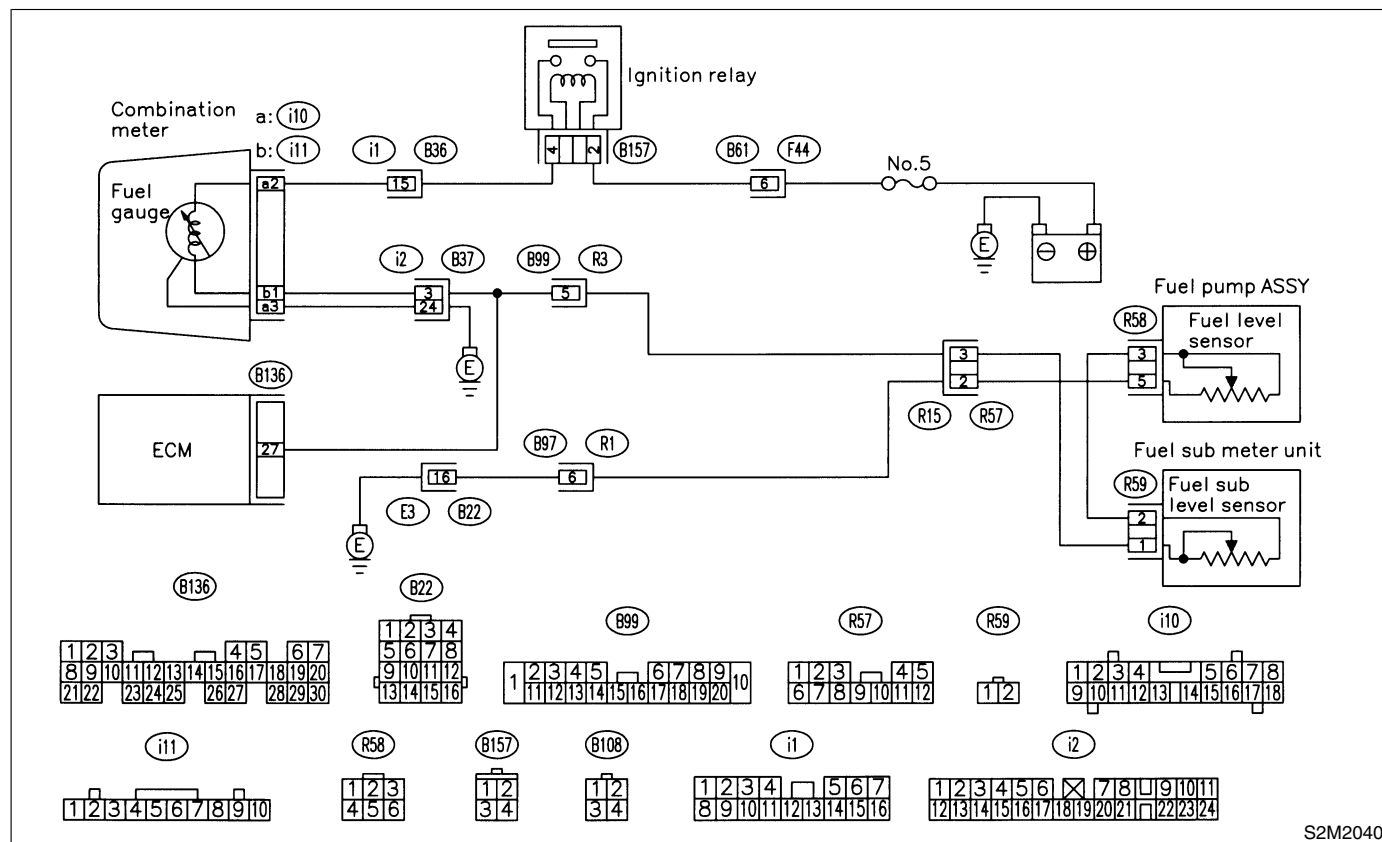 Ignition relay
Combination meter
a: i10
b: i11
i1
B36
4
2
B157
B61
F44
No.5
a2
15
6
Fuel gauge
E
⊖ ⊕
i2
B37
B99
R3
b1
a3
3
24
5
E
Fuel pump ASSY
R58
Fuel level sensor
3
5
3
2
R15
R57
B136
ECM
27
B97
R1
16
6
E3
B22
E
Fuel sub meter unit
R59
Fuel sub level sensor
2
1
B136
1 2 3 4 5 6 7
8 9 10 11 12 13 14 15 16 17 18 19 20
21 22 23 24 25 26 27 28 29 30
B22
1 2 3 4
5 6 7 8
9 10 11 12
13 14 15 16
B99
1 2 3 4 5 6 7 8 9 10
11 12 13 14 15 16 17 18 19 20
R57
1 2 3 4 5
6 7 8 9 10 11 12
R59
1 2
i10
1 2 3 4 5 6 7 8
9 10 11 12 13 14 15 16 17 18
i11
1 2 3 4 5 6 7 8 9 10
R58
1 2 3
4 5 6
B157
1 2
3 4
B108
1 2
3 4
i1
1 2 3 4 5 6 7
8 9 10 11 12 13 14 15 16
i2
1 2 3 4 5 6 7 8 9 10 11
12 13 14 15 16 17 18 19 20 21 22 23 24
S2M2040